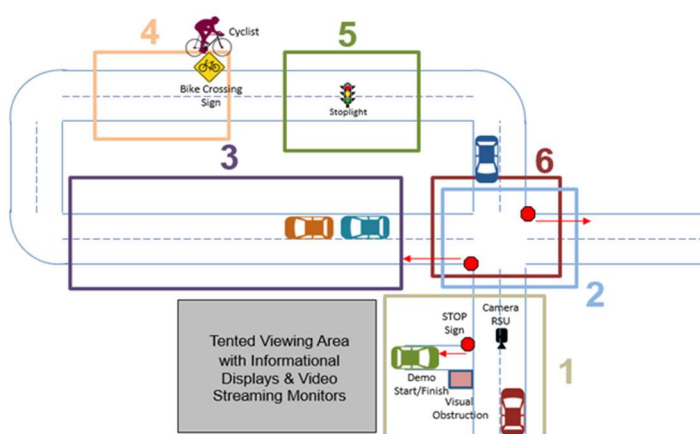 4
Cyclist
5
Bike Crossing
Sign
Stoplight
3
6
2
Tented Viewing Area
with Informational
Displays & Video
Streaming Monitors
STOP
Sign
Camera
RSU
Demo
Start/Finish
Visual
Obstruction
1